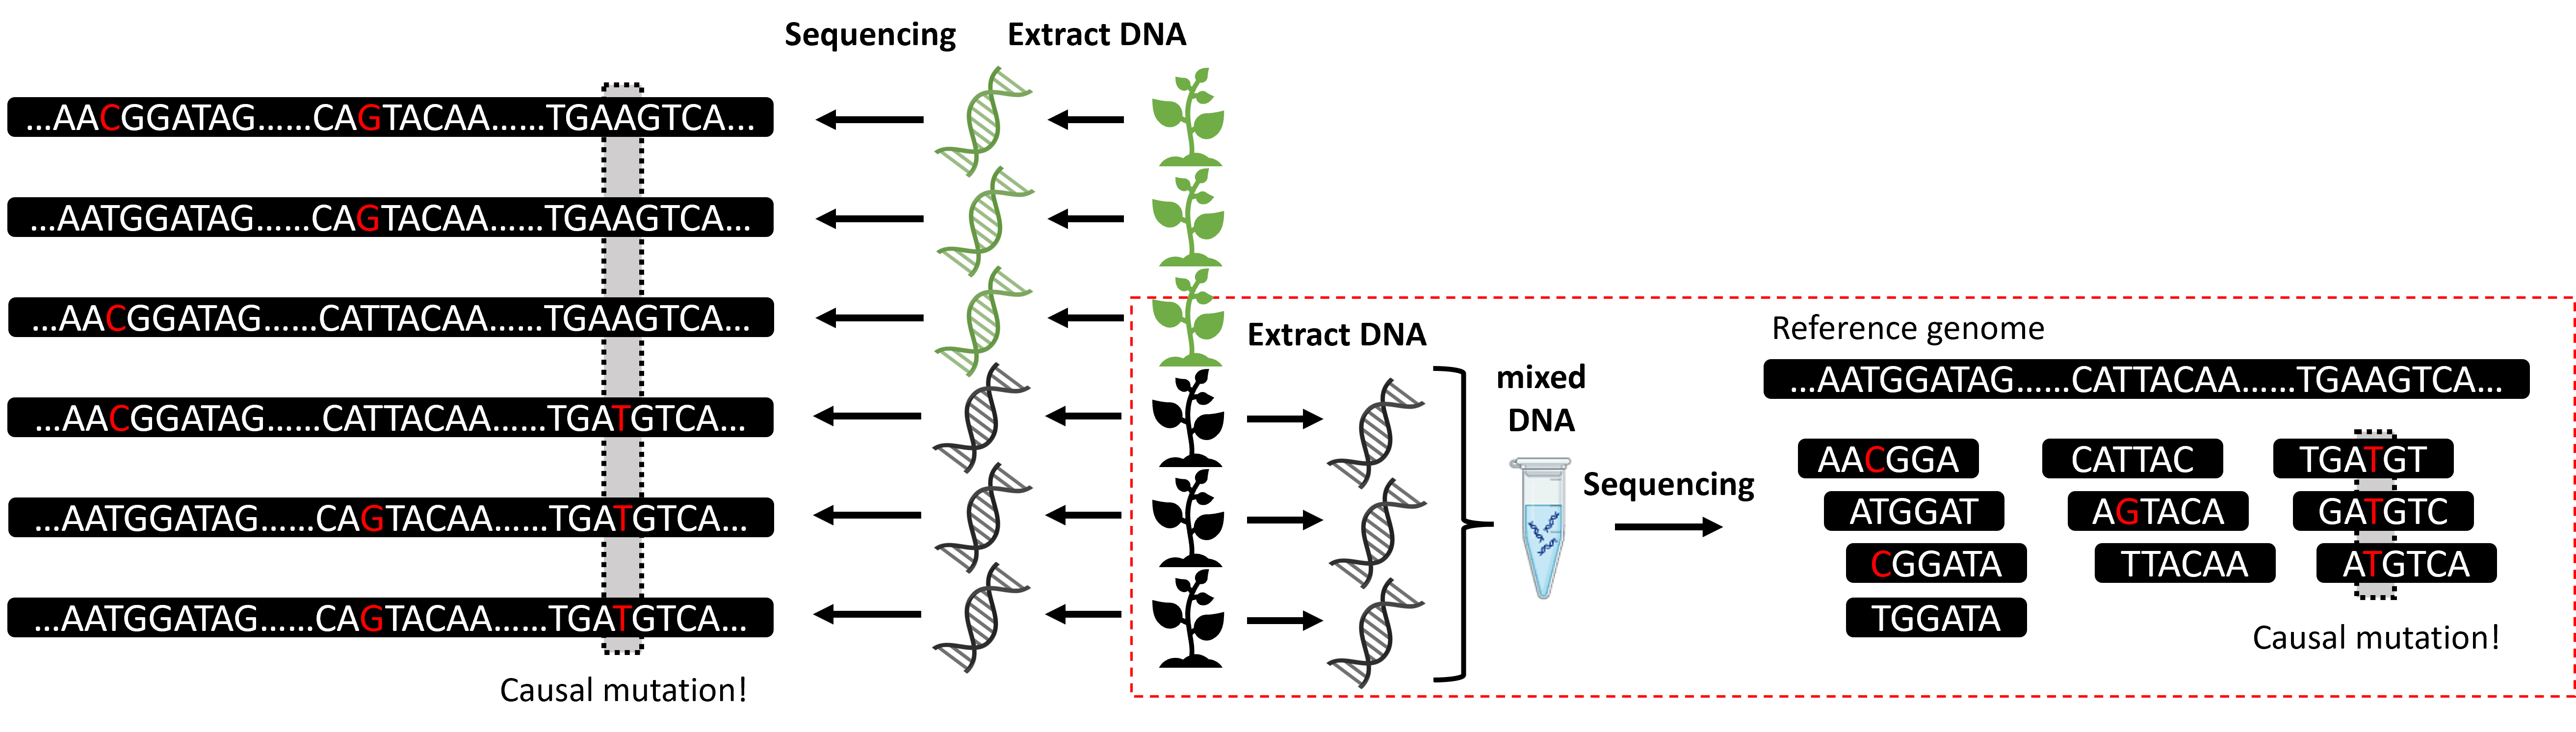 Sequencing
Extract DNA
...AACGGATAG......CAGTACAA......TGAAGTCA...
...AATGGATAG......CAGTACAA......TGAAGTCA...
...AACGGATAG......CATTACAA......TGAAGTCA...
...AACGGATAG......CATTACAA......TGATGTCA...
...AATGGATAG......CAGTACAA......TGATGTCA...
...AATGGATAG......CAGTACAA......TGATGTCA...
Causal mutation!
Extract DNA
mixed
DNA
Sequencing
Reference genome
...AATGGATAG......CATTACAA......TGAAGTCA...
AACGGA
CATTAC
TGATGT
ATGGAT
AGTACA
GATGTC
CGGATA
TTACAA
ATGTCA
TGGATA
Causal mutation!